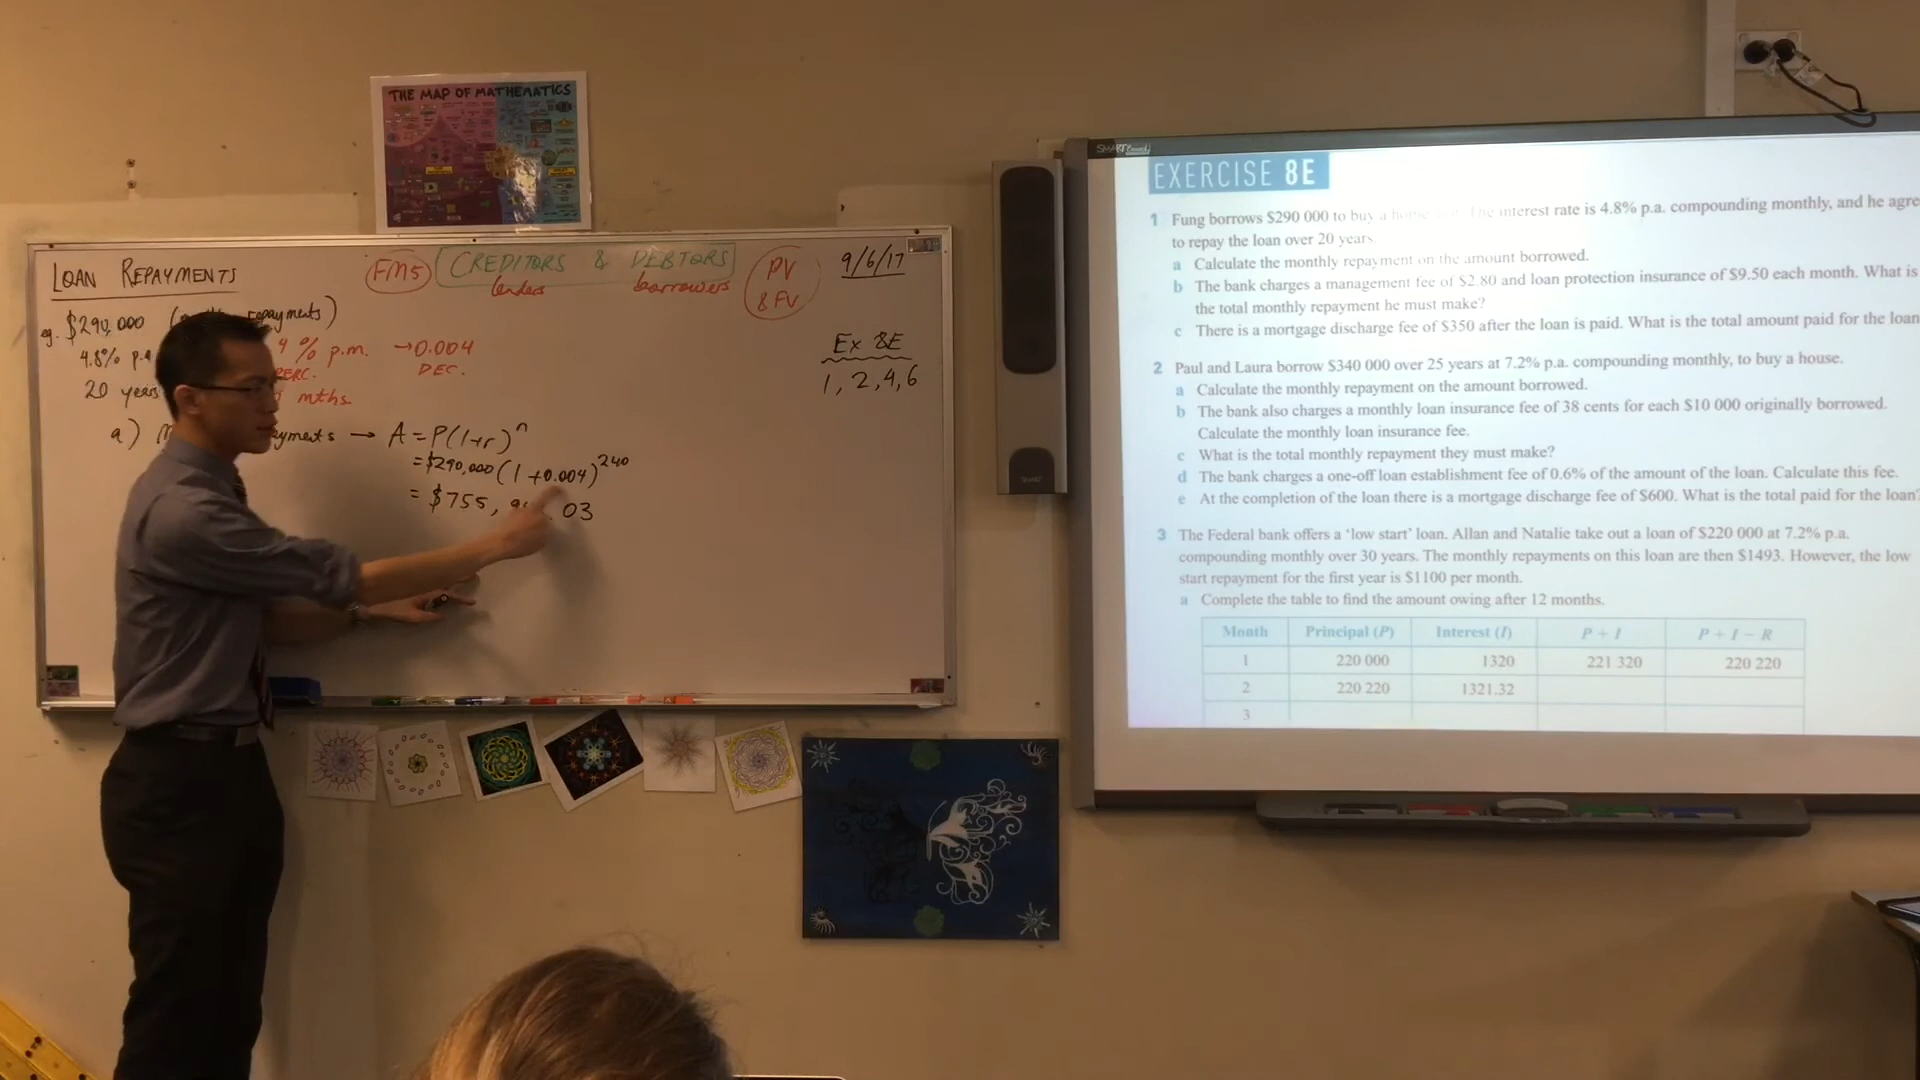 THE MAP OF MATHEMATICS
LOAN REPAYMENTS
FM5
CREDITORS & DEBTORS
lenders borrowers
PV
& FV
9/6/17
eg. $290,000 ( repayments)
4.8% p.a
% p.m. → 0.004
PERC. DEC.
20 years
mths.
a)
→ A = P(1+r)^n
= $290,000 (1 + 0.004)^240
= $755, 03
Ex 8E
1, 2, 4, 6
SMART Board
EXERCISE 8E
1 Fung borrows $290 000 to buy a home The interest rate is 4.8% p.a. compounding monthly, and he agre
to repay the loan over 20 years
a Calculate the monthly repayment on the amount borrowed.
b The bank charges a management fee of $2.80 and loan protection insurance of $9.50 each month. What is
the total monthly repayment he must make?
c There is a mortgage discharge fee of $350 after the loan is paid. What is the total amount paid for the loan
2 Paul and Laura borrow $340 000 over 25 years at 7.2% p.a. compounding monthly, to buy a house.
a Calculate the monthly repayment on the amount borrowed.
b The bank also charges a monthly loan insurance fee of 38 cents for each $10 000 originally borrowed.
Calculate the monthly loan insurance fee.
c What is the total monthly repayment they must make?
d The bank charges a one-off loan establishment fee of 0.6% of the amount of the loan. Calculate this fee.
e At the completion of the loan there is a mortgage discharge fee of $600. What is the total paid for the loan?
3 The Federal bank offers a 'low start' loan. Allan and Natalie take out a loan of $220 000 at 7.2% p.a.
compounding monthly over 30 years. The monthly repayments on this loan are then $1493. However, the low
start repayment for the first year is $1100 per month.
a Complete the table to find the amount owing after 12 months.
Month Principal (P) Interest (I) P + I P + I – R
1 220 000 1320 221 320 220 220
2 220 220 1321.32
3